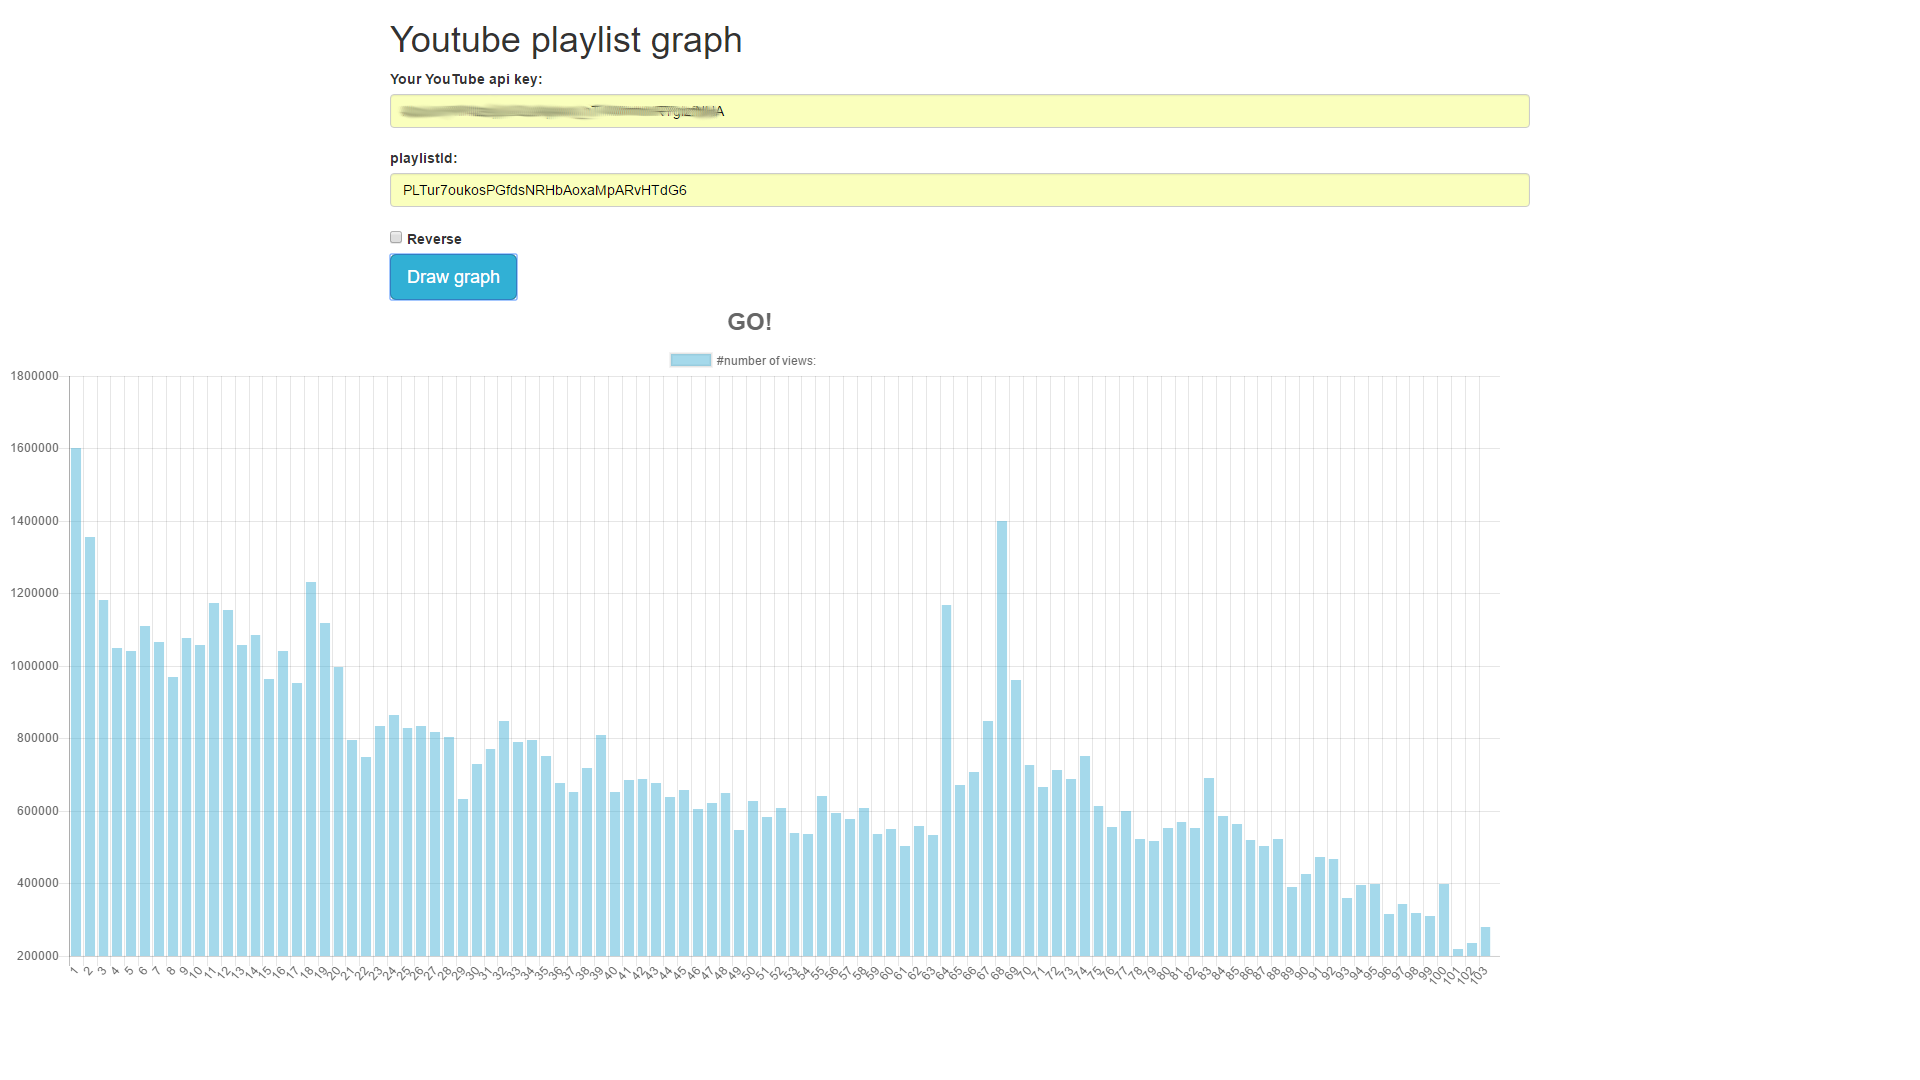 Youtube playlist graph
Your YouTube api key:
playlistId:
PLTur7oukosPGfdsNRHbAoxaMpARvHTdG6
Reverse
Draw graph
GO!
#number of views:
1800000
1600000
1400000
1200000
1000000
800000
600000
400000
200000
1 2 3 4 5 6 7 8 9 10 11 12 13 14 15 16 17 18 19 20 21 22 23 24 25 26 27 28 29 30 31 32 33 34 35 36 37 38 39 40 41 42 43 44 45 46 47 48 49 50 51 52 53 54 55 56 57 58 59 60 61 62 63 64 65 66 67 68 69 70 71 72 73 74 75 76 77 78 79 80 81 82 83 84 85 86 87 88 89 90 91 92 93 94 95 96 97 98 99 100 101 102 103